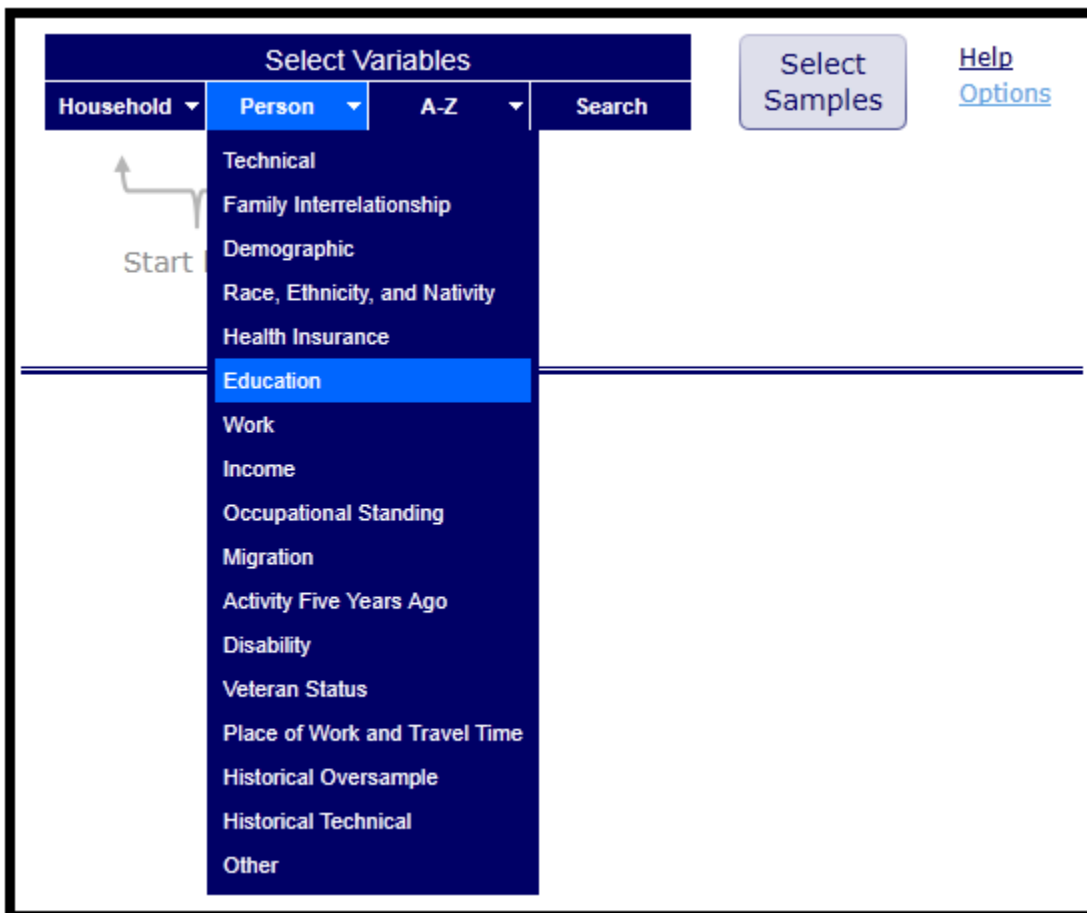 Select Variables
Household Person A-Z Search
Select
Samples
Help
Options
Technical
Family Interrelationship
Demographic
Race, Ethnicity, and Nativity
Health Insurance
Education
Work
Income
Occupational Standing
Migration
Activity Five Years Ago
Disability
Veteran Status
Place of Work and Travel Time
Historical Oversample
Historical Technical
Other
Start